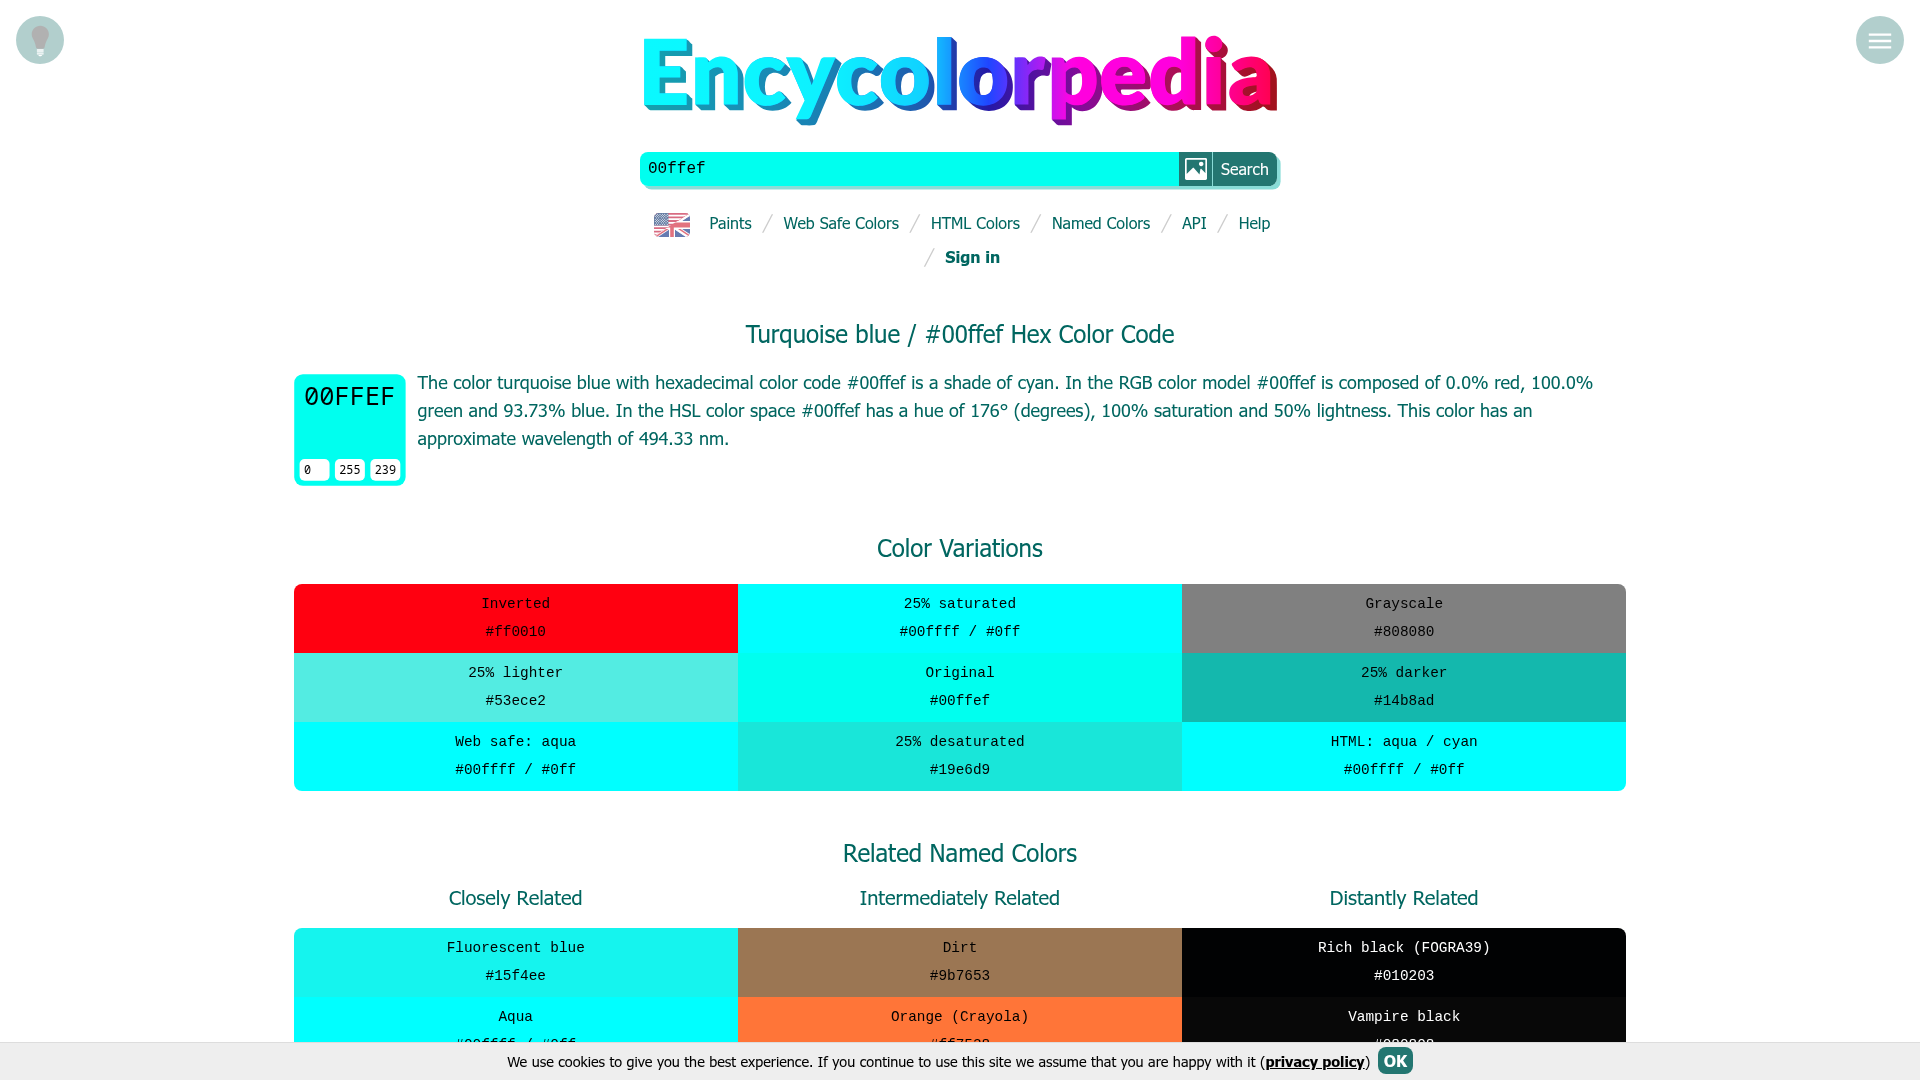 Encycolorpedia
00ffef
Search
Paints / Web Safe Colors / HTML Colors / Named Colors / API / Help
/ Sign in
Turquoise blue / #00ffef Hex Color Code
00FFEF
0 255 239
The color turquoise blue with hexadecimal color code #00ffef is a shade of cyan. In the RGB color model #00ffef is composed of 0.0% red, 100.0%
green and 93.73% blue. In the HSL color space #00ffef has a hue of 176° (degrees), 100% saturation and 50% lightness. This color has an
approximate wavelength of 494.33 nm.
Color Variations
Inverted
#ff0010
25% saturated
#00ffff / #0ff
Grayscale
#808080
25% lighter
#53ece2
Original
#00ffef
25% darker
#14b8ad
Web safe: aqua
#00ffff / #0ff
25% desaturated
#19e6d9
HTML: aqua / cyan
#00ffff / #0ff
Related Named Colors
Closely Related
Intermediately Related
Distantly Related
Fluorescent blue
#15f4ee
Dirt
#9b7653
Rich black (FOGRA39)
#010203
Aqua
Orange (Crayola)
Vampire black
We use cookies to give you the best experience. If you continue to use this site we assume that you are happy with it (privacy policy) OK